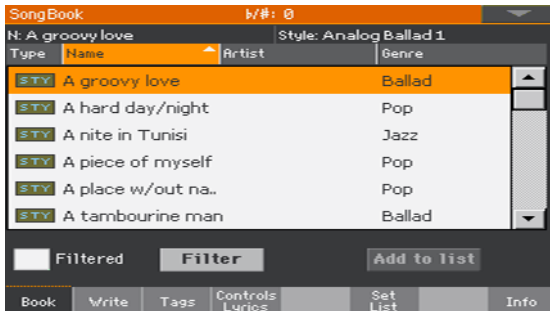 SongBook ♭/#: 0
N: A groovy love Style: Analog Ballad 1
Type Name Artist Genre
STY A groovy love Ballad
STY A hard day/night Pop
STY A nite in Tunisi Jazz
STY A piece of myself Pop
STY A place w/out na.. Pop
STY A tambourine man Ballad
Filtered Filter Add to list
Book Write Tags Controls Lyrics Set List Info